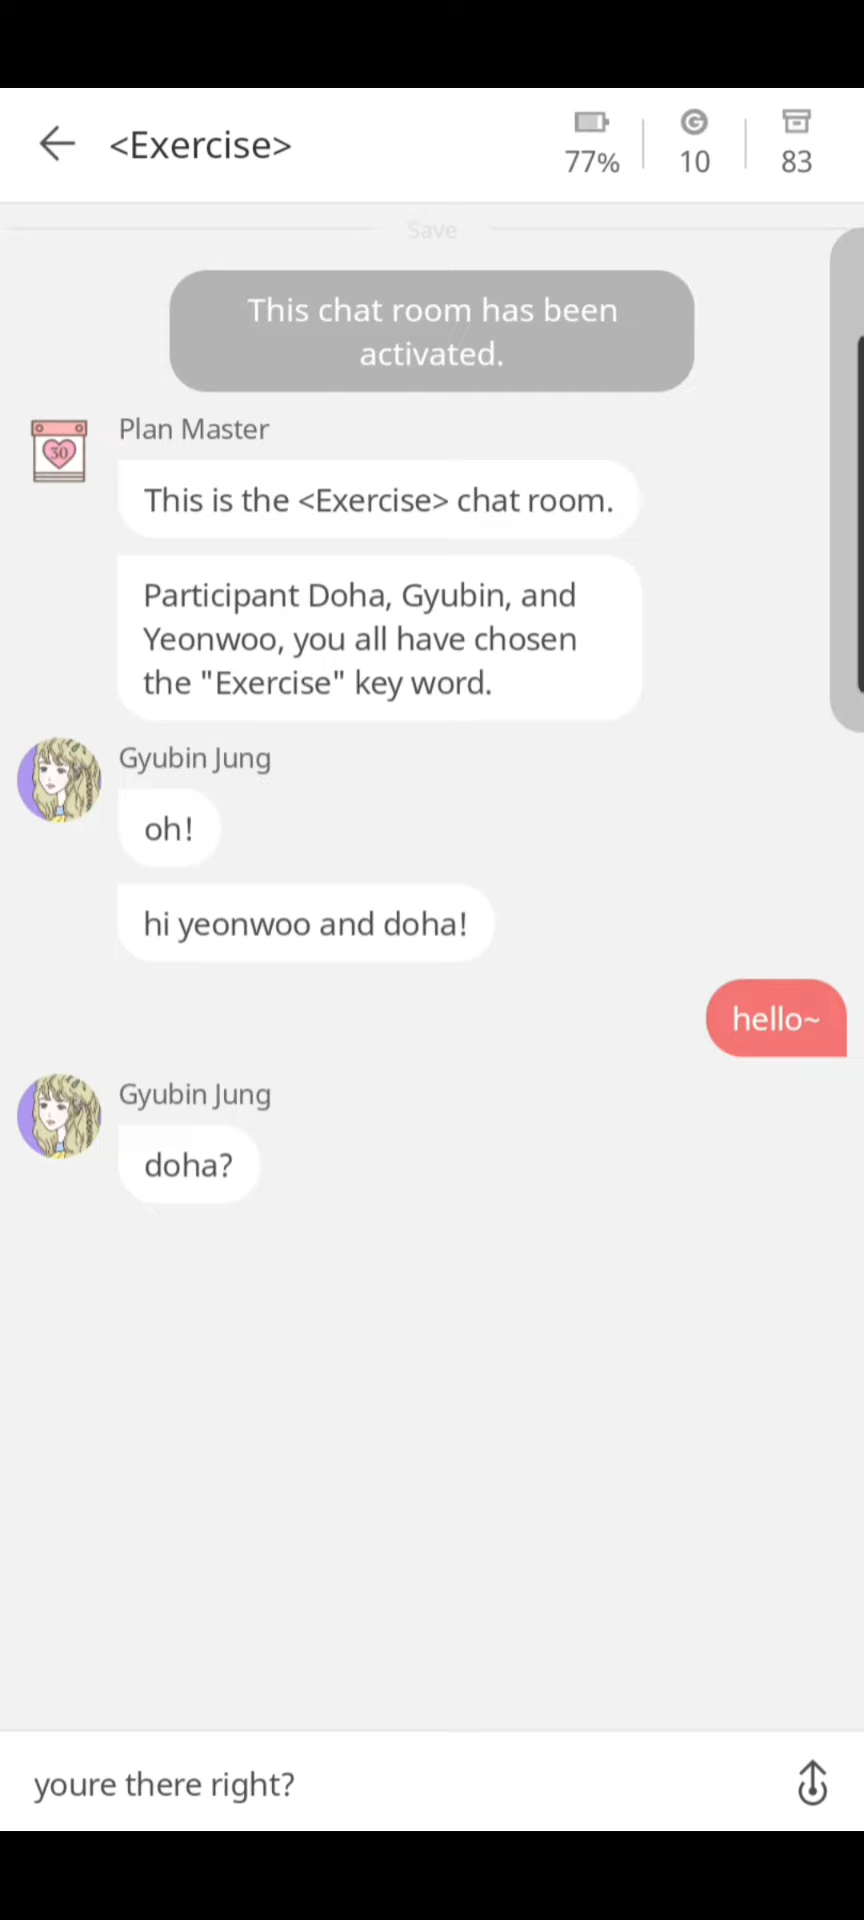 <Exercise>
77%
10
83
Save
This chat room has been
activated.
30
Plan Master
This is the <Exercise> chat room.
Participant Doha, Gyubin, and
Yeonwoo, you all have chosen
the "Exercise" key word.
Gyubin Jung
oh!
hi yeonwoo and doha!
hello~
Gyubin Jung
doha?
youre there right?